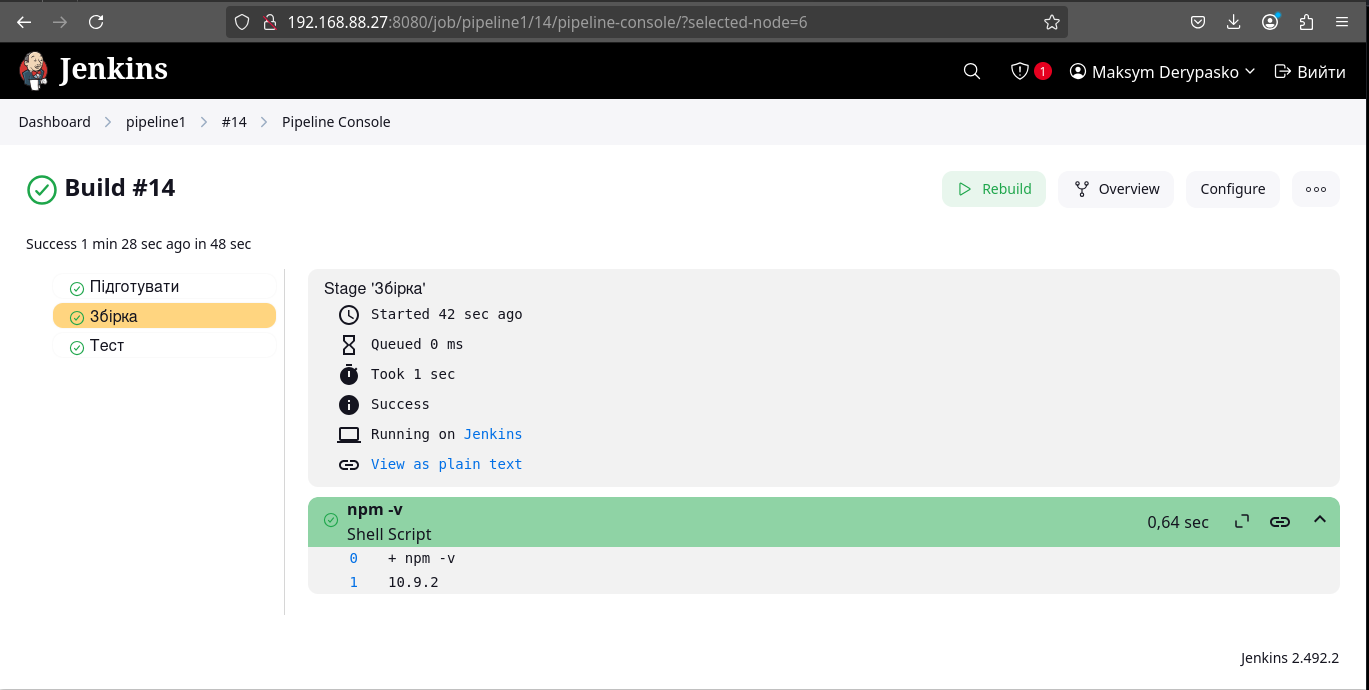 192.168.88.27:8080/job/pipeline1/14/pipeline-console/?selected-node=6
Jenkins
1
Maksym Derypasko
Вийти
Dashboard > pipeline1 > #14 > Pipeline Console
Build #14
Rebuild
Overview
Configure
Success 1 min 28 sec ago in 48 sec
Підготувати
Збірка
Тест
Stage 'Збірка'
Started 42 sec ago
Queued 0 ms
Took 1 sec
Success
Running on Jenkins
View as plain text
npm -v
Shell Script
0,64 sec
0 + npm -v
1 10.9.2
Jenkins 2.492.2